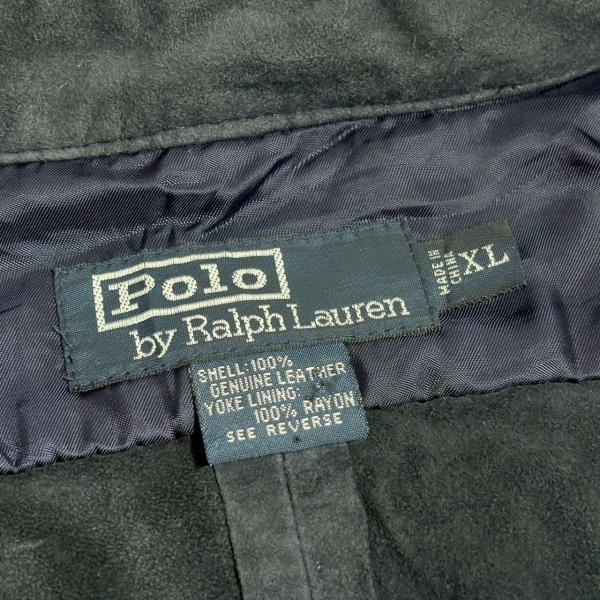 Polo
by Ralph Lauren
MADE IN
CHINA
XL
SHELL: 100%
GENUINE LEATHER
YOKE LINING:
100% RAYON
SEE REVERSE